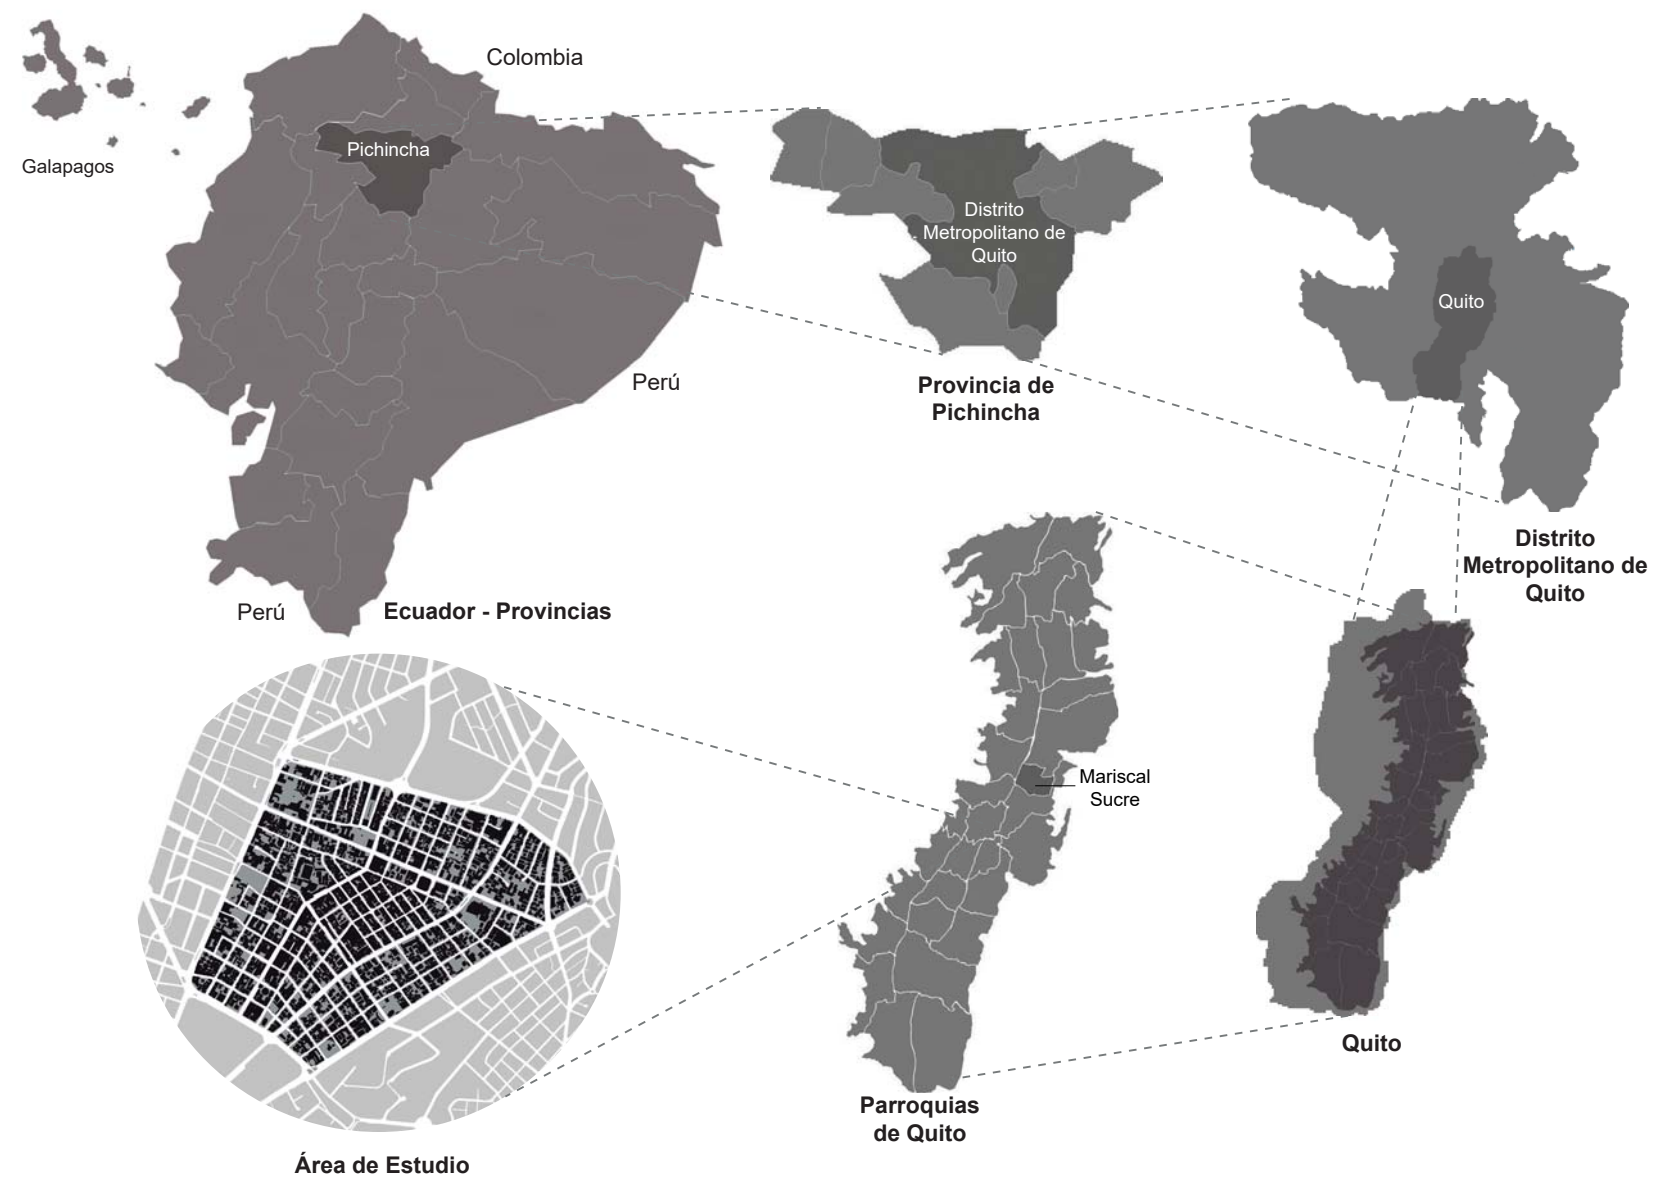 Colombia
Pichincha
Galapagos
Distrito
Metropolitano de
Quito
Quito
Perú
Provincia de
Pichincha
Distrito
Metropolitano de
Quito
Perú
Ecuador - Provincias
Mariscal
Sucre
Quito
Parroquias
de Quito
Área de Estudio